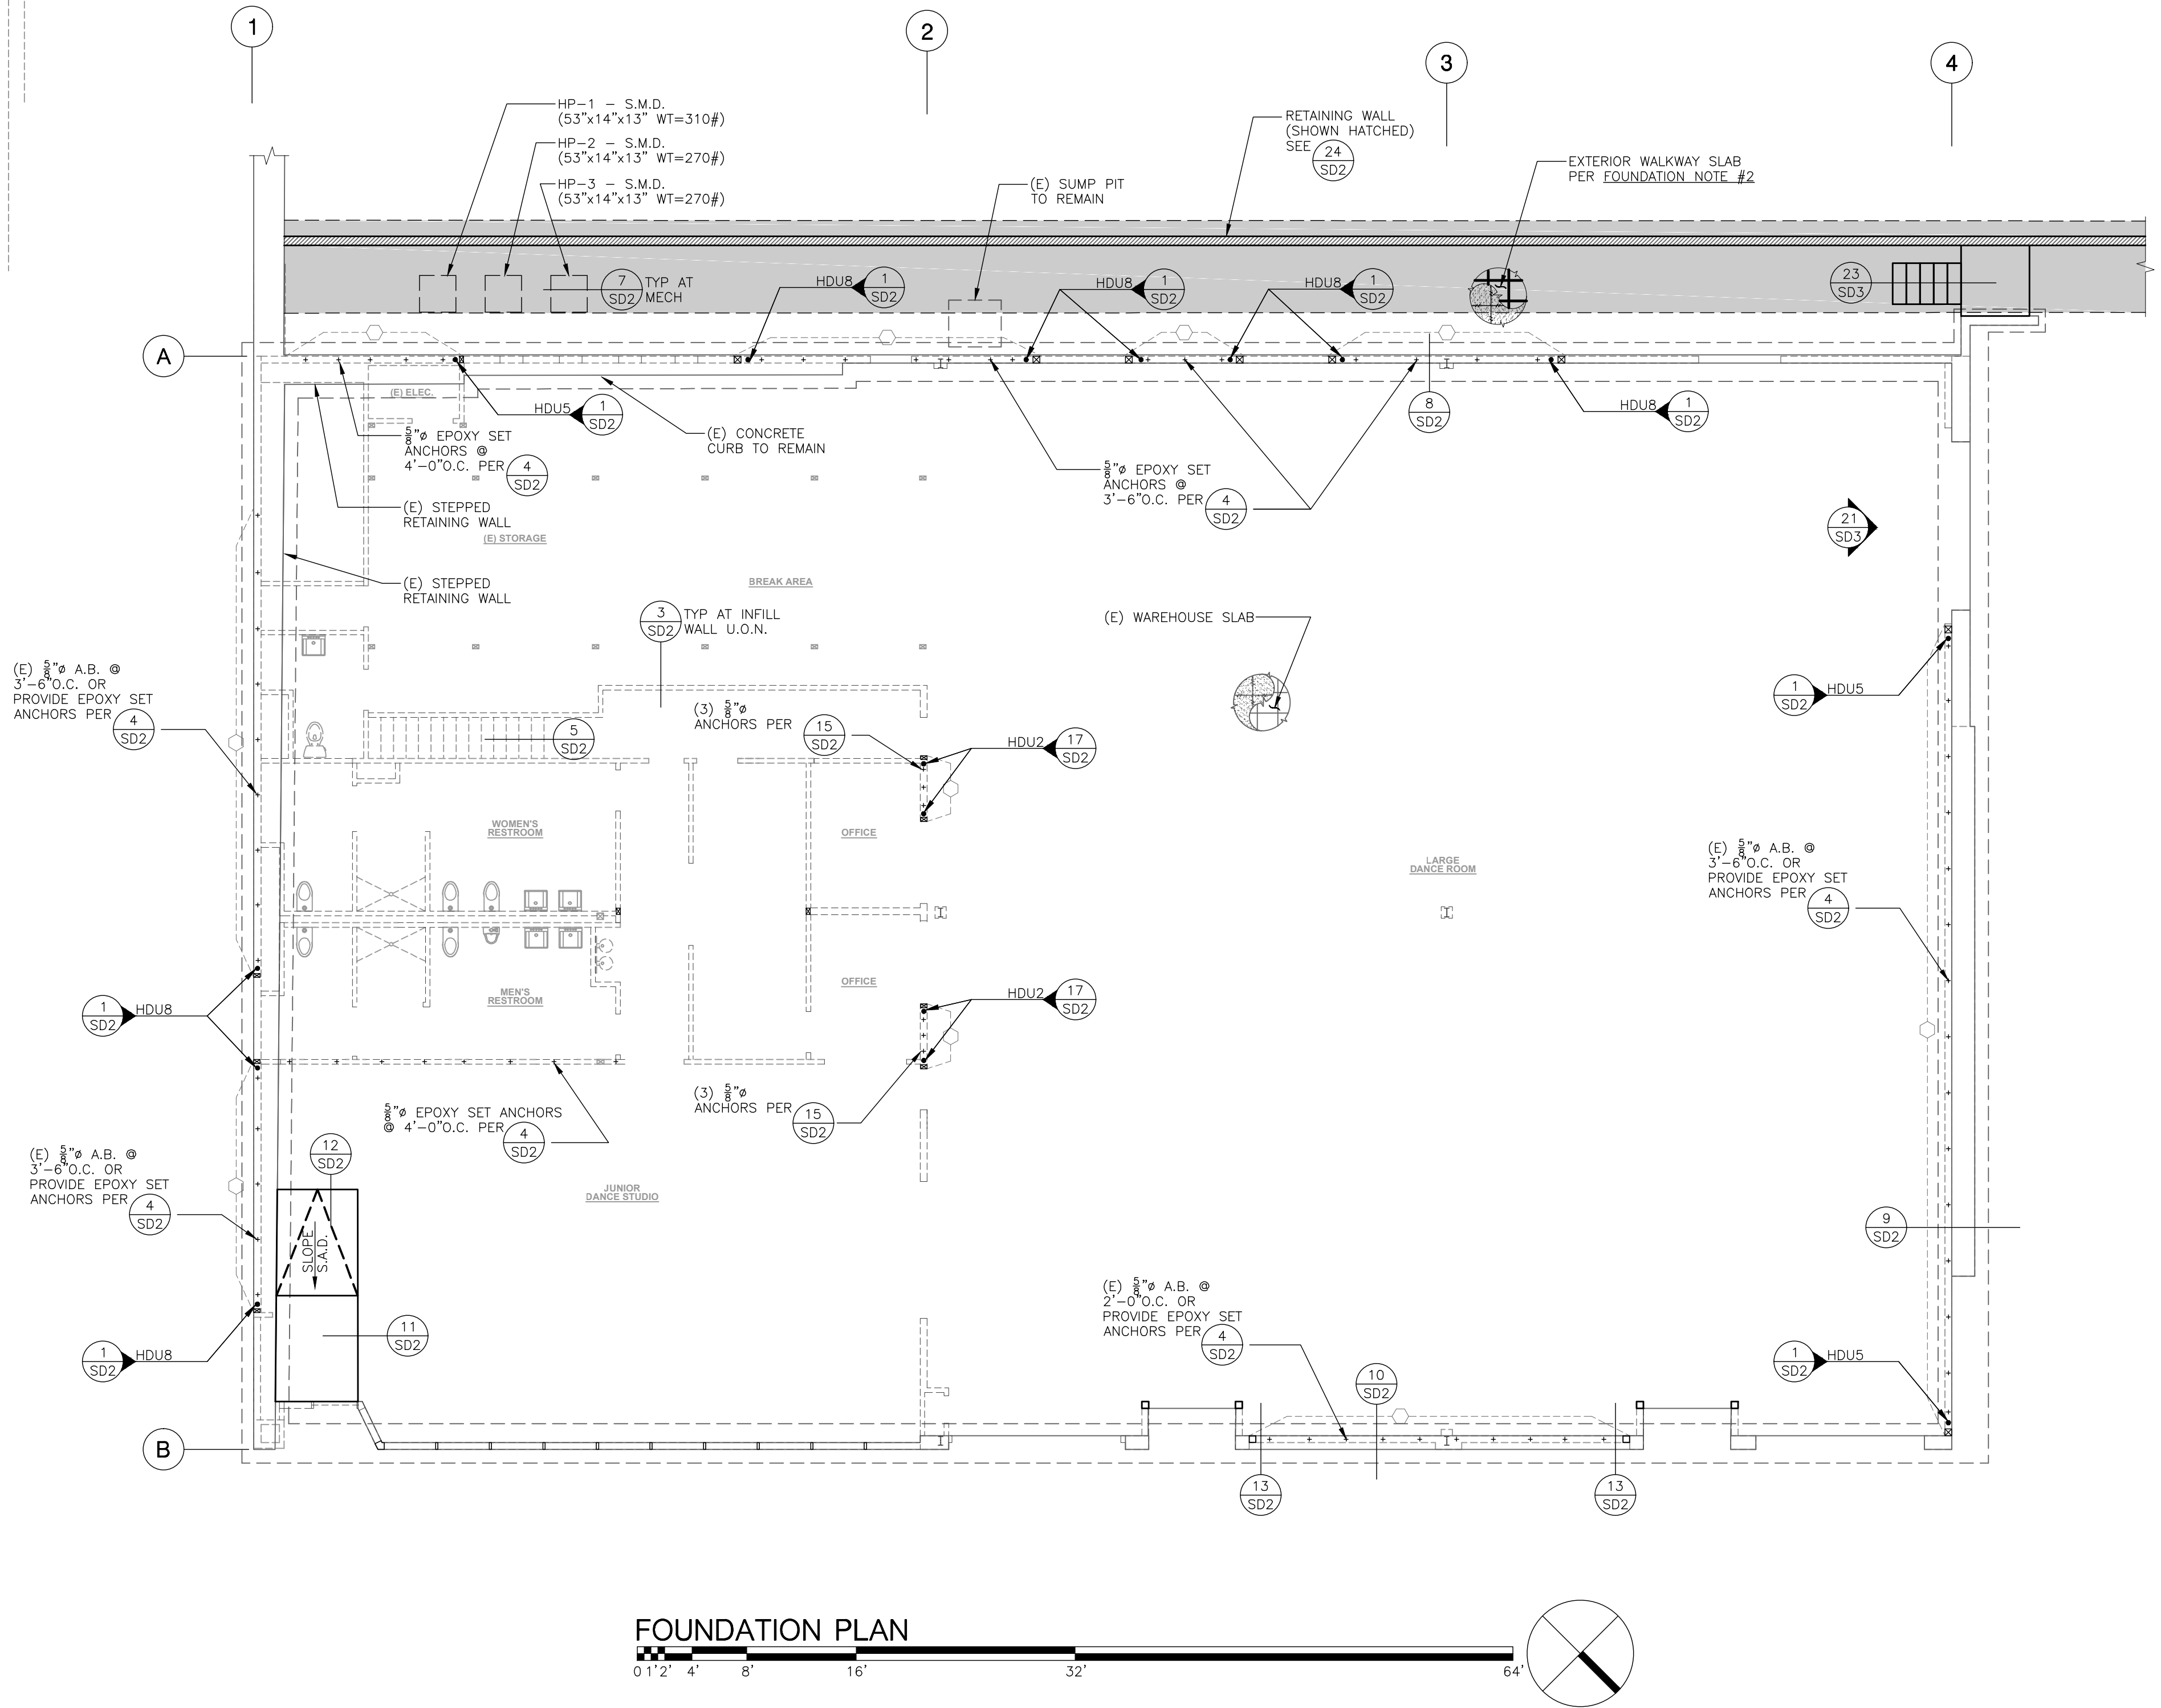 1
2
3
4
HP-1 - S.M.D.
(53"x14"x13" WT=310#)
HP-2 - S.M.D.
(53"x14"x13" WT=270#)
HP-3 - S.M.D.
(53"x14"x13" WT=270#)
(E) SUMP PIT
TO REMAIN
RETAINING WALL
(SHOWN HATCHED)
SEE
24
SD2
EXTERIOR WALKWAY SLAB
PER FOUNDATION NOTE #2
7
SD2
TYP AT
MECH
HDU8
1
SD2
HDU8
1
SD2
HDU8
1
SD2
23
SD3
A
(E) ELEC.
HDU5
1
SD2
8
SD2
HDU8
1
SD2
5/8"ø EPOXY SET
ANCHORS @
4'-0"O.C. PER
4
SD2
(E) CONCRETE
CURB TO REMAIN
5/8"ø EPOXY SET
ANCHORS @
3'-6"O.C. PER
4
SD2
(E) STEPPED
RETAINING WALL
(E) STORAGE
21
SD3
(E) STEPPED
RETAINING WALL
BREAK AREA
3
SD2
TYP AT INFILL
WALL U.O.N.
(E) WAREHOUSE SLAB
(E) 5/8"ø A.B. @
3'-6"O.C. OR
PROVIDE EPOXY SET
ANCHORS PER
4
SD2
1
SD2
HDU5
5
SD2
(3) 5/8"ø
ANCHORS PER
15
SD2
HDU2
17
SD2
WOMEN'S
RESTROOM
OFFICE
LARGE
DANCE ROOM
(E) 5/8"ø A.B. @
3'-6"O.C. OR
PROVIDE EPOXY SET
ANCHORS PER
4
SD2
MEN'S
RESTROOM
OFFICE
HDU2
17
SD2
1
SD2
HDU8
(3) 5/8"ø
ANCHORS PER
15
SD2
5/8"ø EPOXY SET ANCHORS
@ 4'-0"O.C. PER
4
SD2
12
SD2
(E) 5/8"ø A.B. @
3'-6"O.C. OR
PROVIDE EPOXY SET
ANCHORS PER
4
SD2
JUNIOR
DANCE STUDIO
SLOPE
S.A.D.
9
SD2
11
SD2
1
SD2
HDU8
(E) 5/8"ø A.B. @
2'-0"O.C. OR
PROVIDE EPOXY SET
ANCHORS PER
4
SD2
10
SD2
1
SD2
HDU5
B
13
SD2
13
SD2
FOUNDATION PLAN
0 1'2' 4' 8' 16' 32' 64'